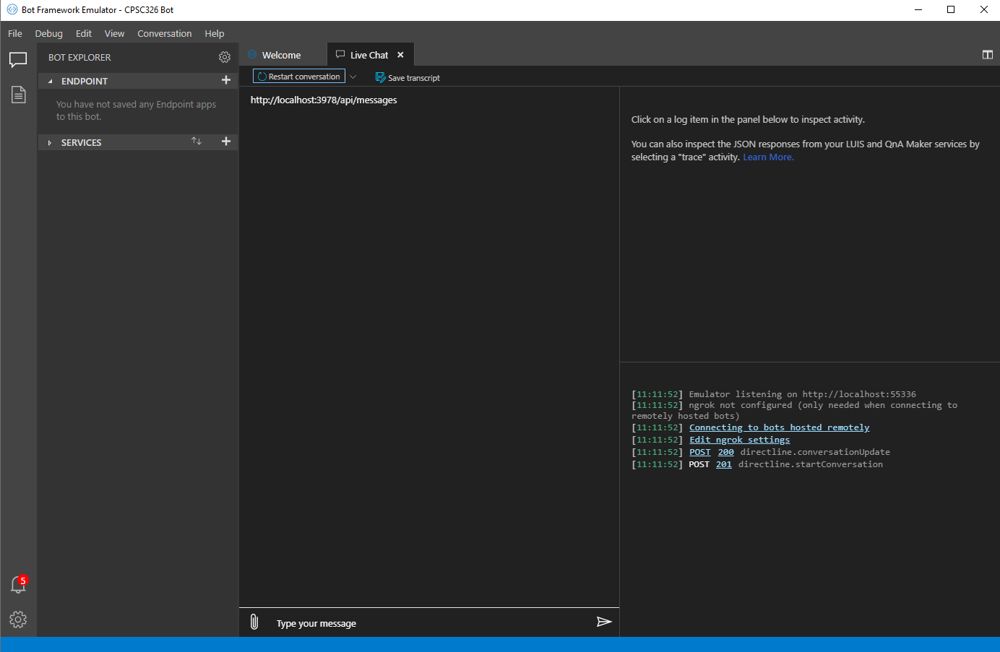 Bot Framework Emulator - CPSC326 Bot
File Debug Edit View Conversation Help
BOT EXPLORER
ENDPOINT
You have not saved any Endpoint apps
to this bot.
SERVICES
Welcome
Live Chat
Restart conversation
Save transcript
http://localhost:3978/api/messages
Click on a log item in the panel below to inspect activity.
You can also inspect the JSON responses from your LUIS and QnA Maker services by
selecting a "trace" activity. Learn More.
[11:11:52] Emulator listening on http://localhost:55336
[11:11:52] ngrok not configured (only needed when connecting to
remotely hosted bots)
[11:11:52] Connecting to bots hosted remotely
[11:11:52] Edit ngrok settings
[11:11:52] POST 200 directline.conversationUpdate
[11:11:52] POST 201 directline.startConversation
5
Type your message